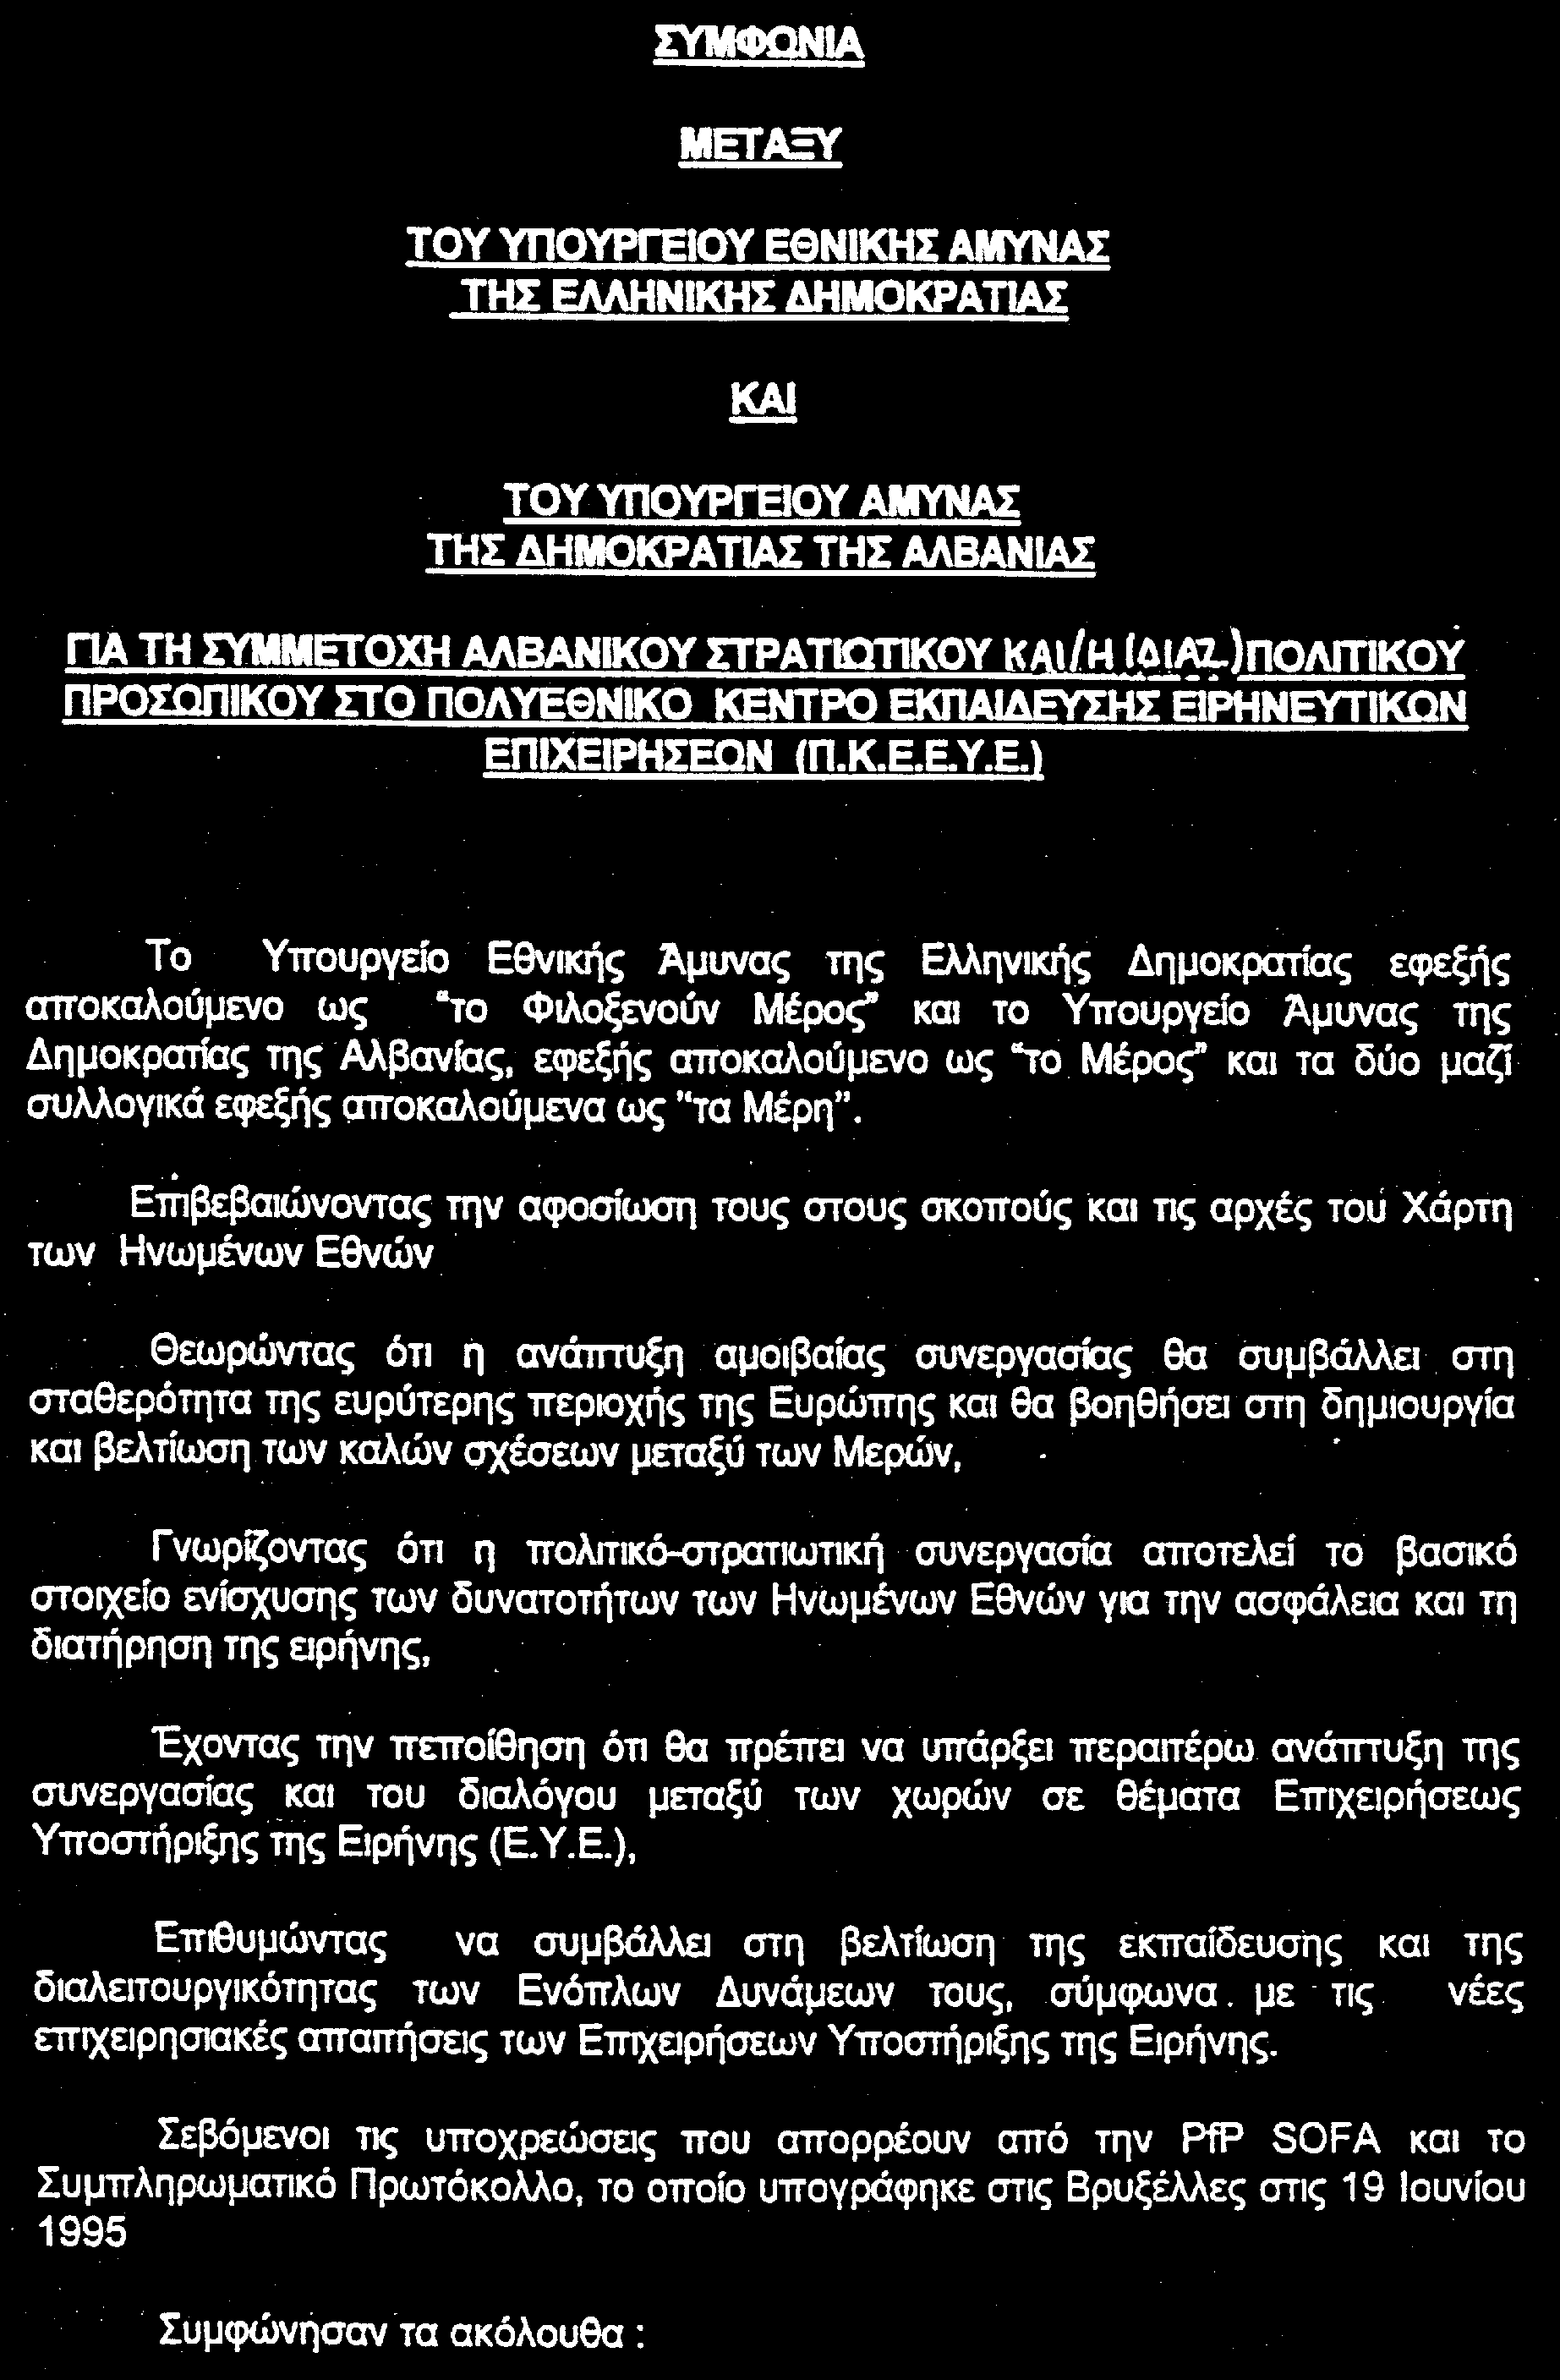 ΣΥΜΦΩΝΙΑ
ΜΕΤΑΞΥ
ΤΟΥ ΥΠΟΥΡΓΕΙΟΥ ΕΘΝΙΚΗΣ ΑΜΥΝΑΣ
ΤΗΣ ΕΛΛΗΝΙΚΗΣ ΔΗΜΟΚΡΑΤΙΑΣ
ΚΑΙ
ΤΟΥ ΥΠΟΥΡΓΕΙΟΥ ΑΜΥΝΑΣ
ΤΗΣ ΔΗΜΟΚΡΑΤΙΑΣ ΤΗΣ ΑΛΒΑΝΙΑΣ
ΓΙΑ ΤΗ ΣΥΜΜΕΤΟΧΗ ΑΛΒΑΝΙΚΟΥ ΣΤΡΑΤΙΩΤΙΚΟΥ ΚΑΙ/Η (ΔΙΑΖ.)ΠΟΛΙΤΙΚΟΥ
ΠΡΟΣΩΠΙΚΟΥ ΣΤΟ ΠΟΛΥΕΘΝΙΚΟ ΚΕΝΤΡΟ ΕΚΠΑΙΔΕΥΣΗΣ ΕΙΡΗΝΕΥΤΙΚΩΝ
ΕΠΙΧΕΙΡΗΣΕΩΝ (Π.Κ.Ε.Ε.Υ.Ε.)
Το Υπουργείο Εθνικής Άμυνας της Ελληνικής Δημοκρατίας εφεξής
αποκαλούμενο ως "το Φιλοξενούν Μέρος" και το Υπουργείο Άμυνας της
Δημοκρατίας της Αλβανίας, εφεξής αποκαλούμενο ως "το Μέρος" και τα δύο μαζί
συλλογικά εφεξής αποκαλούμενα ως "τα Μέρη".
Επιβεβαιώνοντας την αφοσίωση τους στους σκοπούς και τις αρχές του Χάρτη
των Ηνωμένων Εθνών
Θεωρώντας ότι η ανάπτυξη αμοιβαίας συνεργασίας θα συμβάλλει στη
σταθερότητα της ευρύτερης περιοχής της Ευρώπης και θα βοηθήσει στη δημιουργία
και βελτίωση των καλών σχέσεων μεταξύ των Μερών,
Γνωρίζοντας ότι η πολιτικό-στρατιωτική συνεργασία αποτελεί το βασικό
στοιχείο ενίσχυσης των δυνατοτήτων των Ηνωμένων Εθνών για την ασφάλεια και τη
διατήρηση της ειρήνης,
Έχοντας την πεποίθηση ότι θα πρέπει να υπάρξει περαιτέρω ανάπτυξη της
συνεργασίας και του διαλόγου μεταξύ των χωρών σε θέματα Επιχειρήσεως
Υποστήριξης της Ειρήνης (Ε.Υ.Ε.),
Επιθυμώντας να συμβάλλει στη βελτίωση της εκπαίδευσης και της
διαλειτουργικότητας των Ενόπλων Δυνάμεων τους, σύμφωνα. με τις νέες
επιχειρησιακές απαιτήσεις των Επιχειρήσεων Υποστήριξης της Ειρήνης.
Σεβόμενοι τις υποχρεώσεις που απορρέουν από την PfP SOFA και το
Συμπληρωματικό Πρωτόκολλο, το οποίο υπογράφηκε στις Βρυξέλλες στις 19 Ιουνίου
1995
Συμφώνησαν τα ακόλουθα :